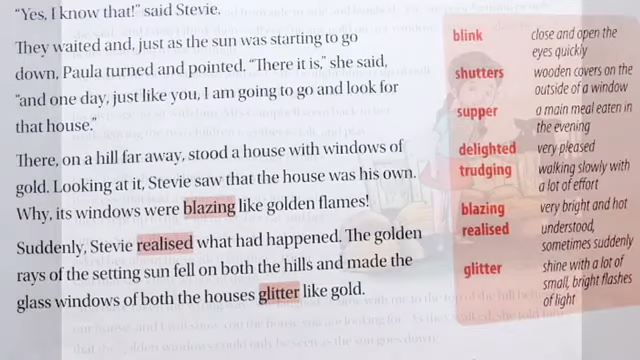 "Yes, I know that!" said Stevie.
They waited and, just as the sun was starting to go
down, Paula turned and pointed. "There it is," she said,
"and one day, just like you, I am going to go and look for
that house."
There, on a hill far away, stood a house with windows of
gold. Looking at it, Stevie saw that the house was his own.
Why, its windows were blazing like golden flames!
Suddenly, Stevie realised what had happened. The golden
rays of the setting sun fell on both the hills and made the
glass windows of both the houses glitter like gold.
blink close and open the
eyes quickly
shutters wooden covers on the
outside of a window
supper a main meal eaten in
the evening
delighted very pleased
trudging walking slowly with
a lot of effort
blazing very bright and hot
realised understood,
sometimes suddenly
glitter shine with a lot of
small, bright flashes
of light